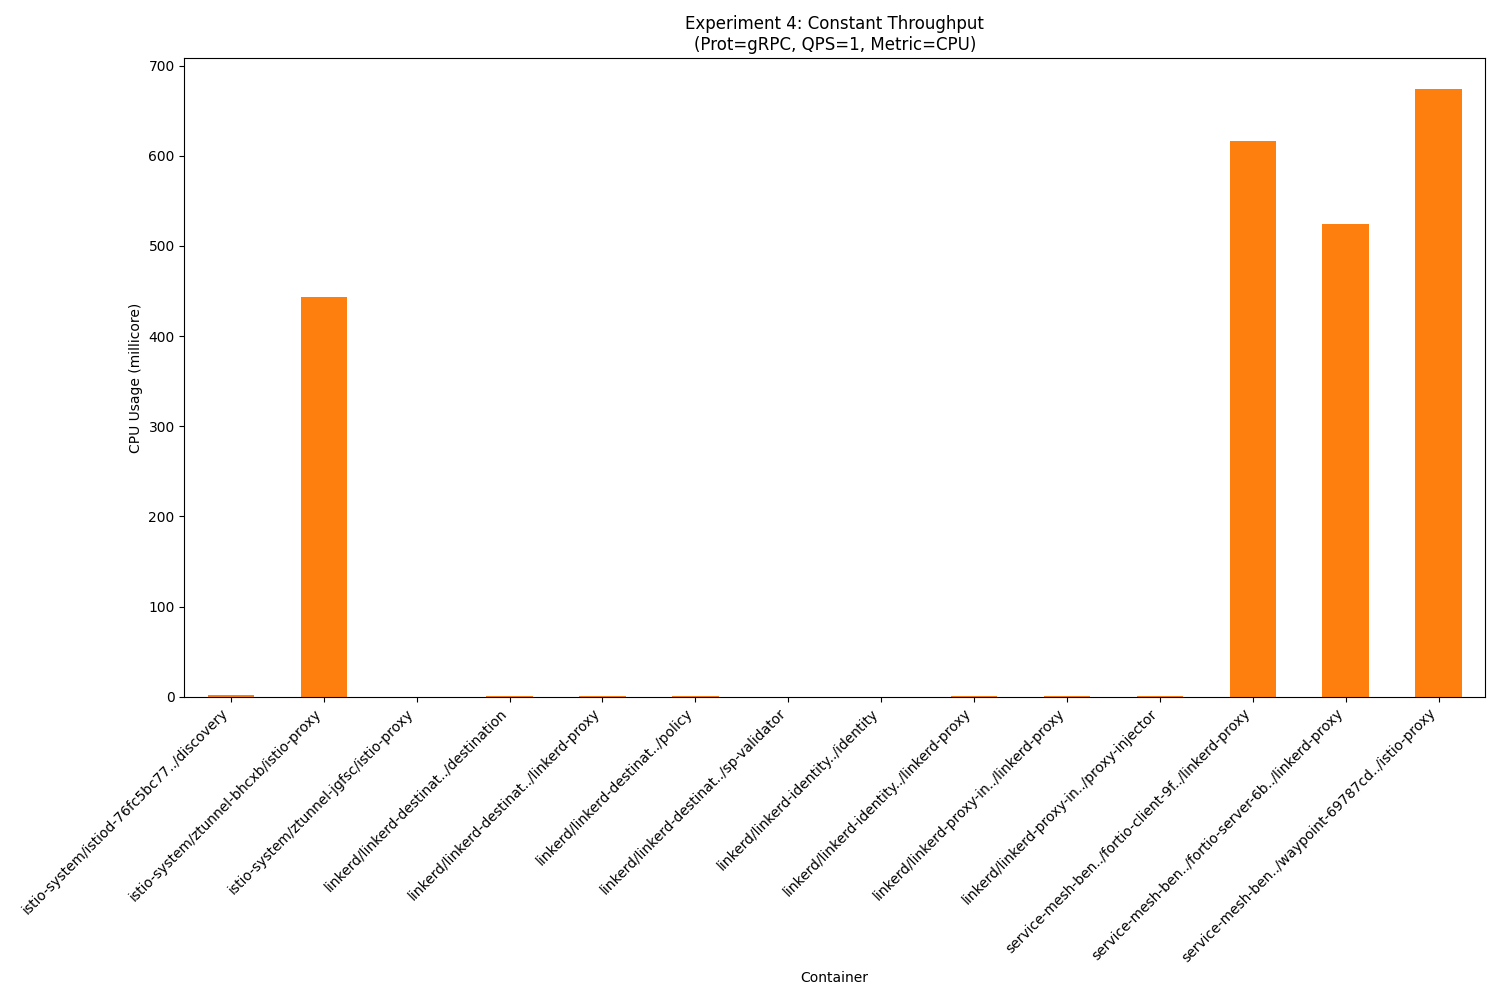 Experiment 4: Constant Throughput
(Prot=gRPC, QPS=1, Metric=CPU)
CPU Usage (millicore)
700
600
500
400
300
200
100
0
istio-system/istiod-76fc5bc77../discovery
istio-system/ztunnel-bhcxb/istio-proxy
istio-system/ztunnel-jgfsc/istio-proxy
linkerd/linkerd-destinat../destination
linkerd/linkerd-destinat../linkerd-proxy
linkerd/linkerd-destinat../policy
linkerd/linkerd-destinat../sp-validator
linkerd/linkerd-identity../identity
linkerd/linkerd-identity../linkerd-proxy
linkerd/linkerd-proxy-in../linkerd-proxy
linkerd/linkerd-proxy-in../proxy-injector
service-mesh-ben../fortio-client-9f../linkerd-proxy
service-mesh-ben../fortio-server-6b../linkerd-proxy
service-mesh-ben../waypoint-69787cd../istio-proxy
Container